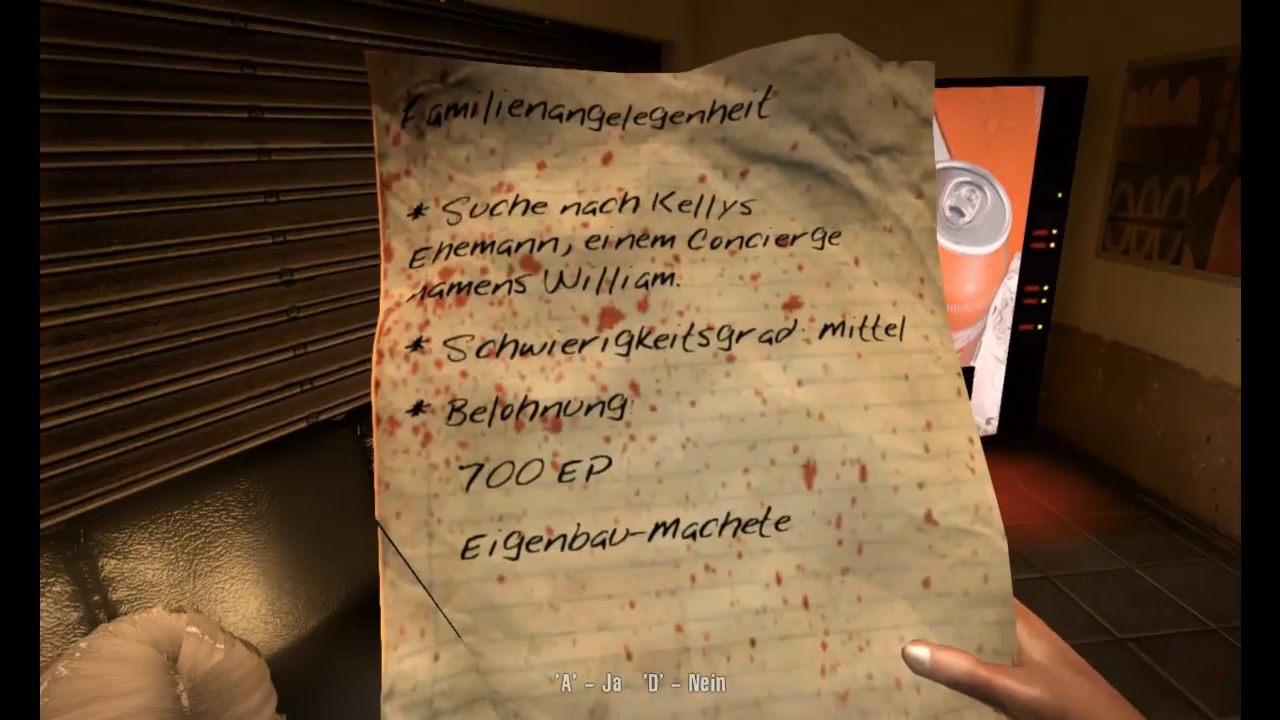 Familienangelegenheit
* Suche nach Kellys
Ehemann, einem Concierge
namens William.
* Schwierigkeitsgrad: mittel
* Belohnung:
700 EP
Eigenbau-Machete
'A' – Ja 'D' – Nein